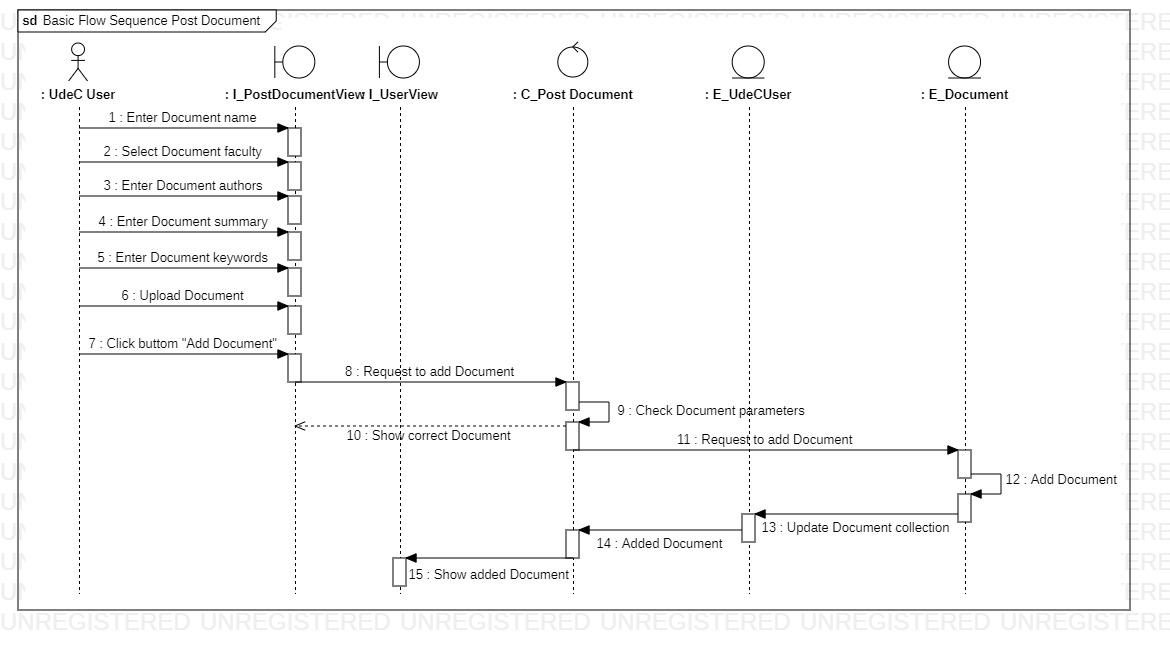 sd Basic Flow Sequence Post Document
: UdeC User
: I_PostDocumentView
I_UserView
: C_Post Document
: E_UdeCUser
: E_Document
1 : Enter Document name
2 : Select Document faculty
3 : Enter Document authors
4 : Enter Document summary
5 : Enter Document keywords
6 : Upload Document
7 : Click buttom "Add Document"
8 : Request to add Document
9 : Check Document parameters
10 : Show correct Document
11 : Request to add Document
12 : Add Document
13 : Update Document collection
14 : Added Document
15 : Show added Document
UNREGISTERED UNREGISTERED UNREGISTERED UNREGISTERED UNREGISTERED UNREGISTERED